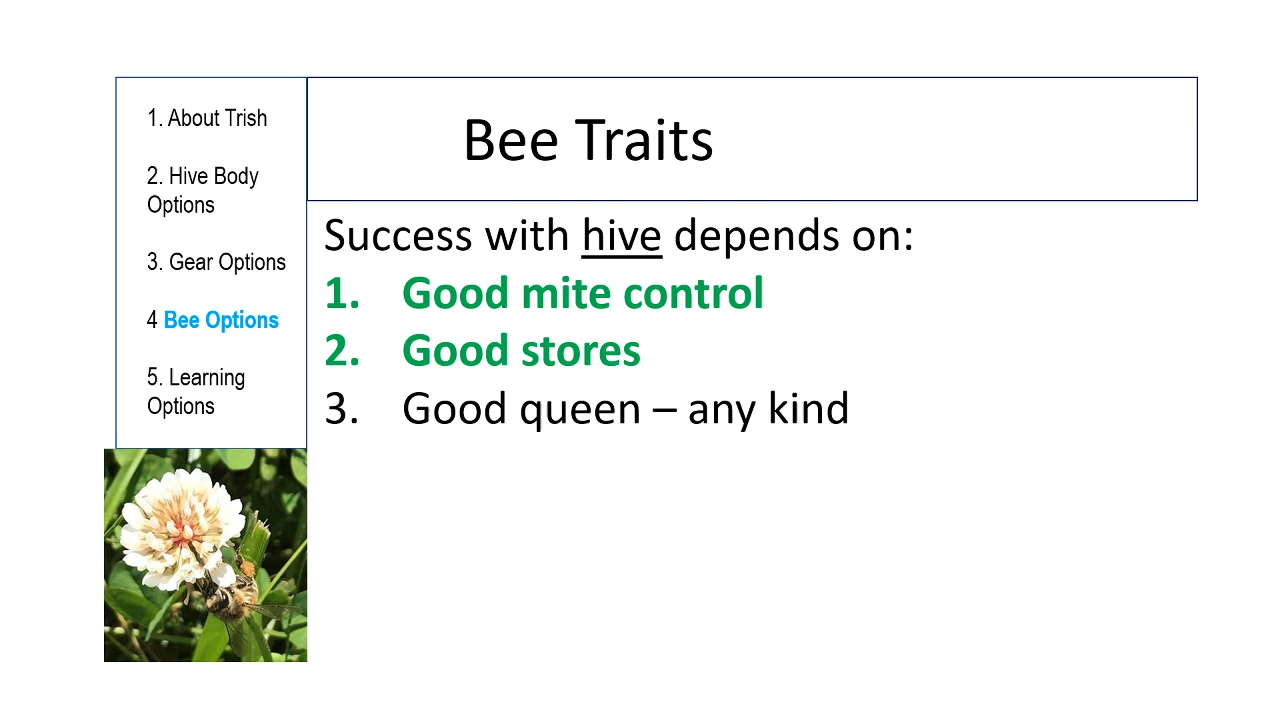 1. About Trish
2. Hive Body
Options
3. Gear Options
4 Bee Options
5. Learning
Options
Bee Traits
Success with hive depends on:
1. Good mite control
2. Good stores
3. Good queen – any kind